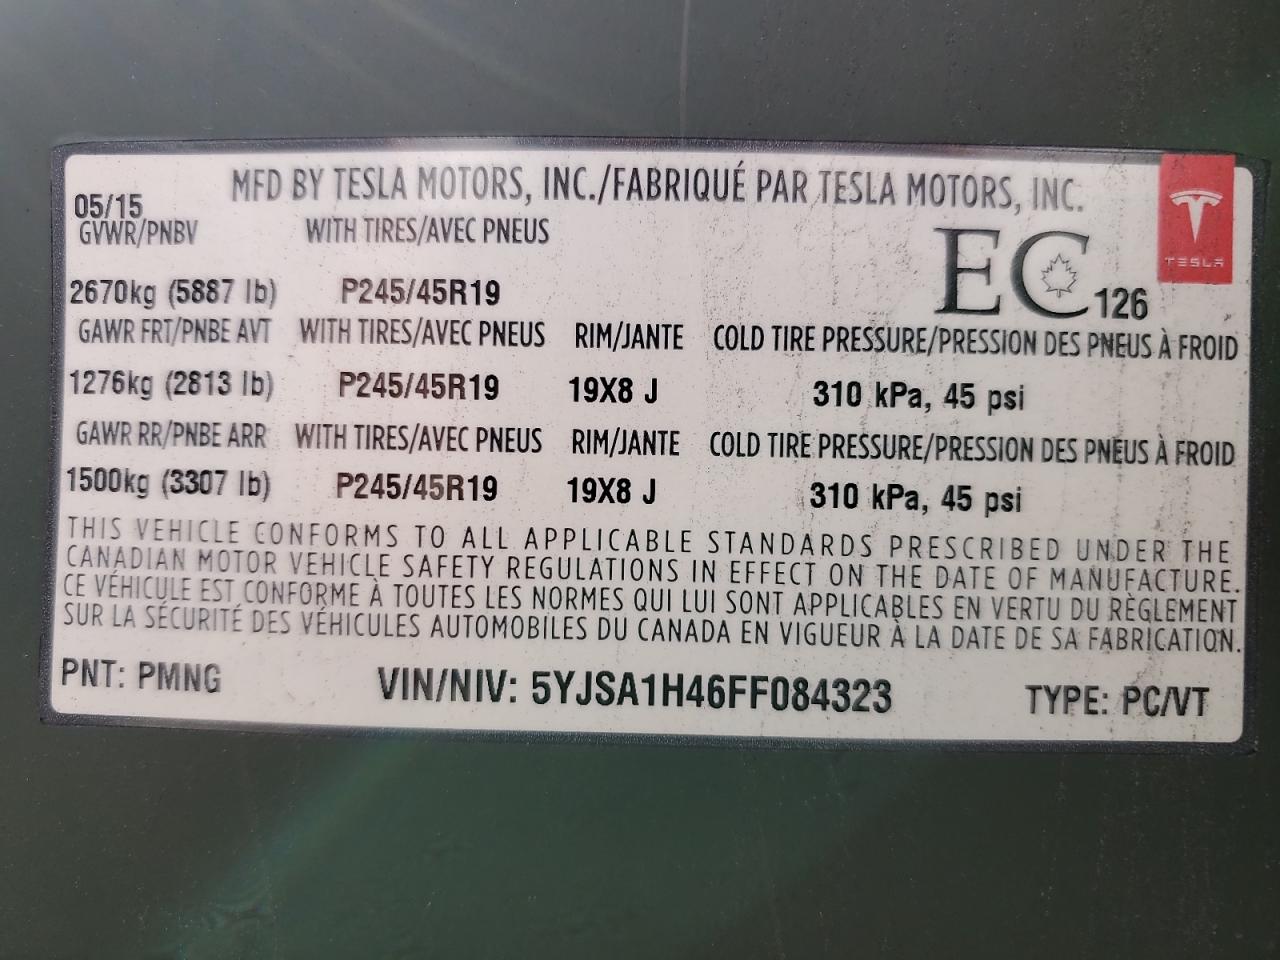 MFD BY TESLA MOTORS, INC./FABRIQUÉ PAR TESLA MOTORS, INC.
05/15
GVWR/PNBV WITH TIRES/AVEC PNEUS
EC 126
TESLA
2670kg (5887 lb) P245/45R19
GAWR FRT/PNBE AVT WITH TIRES/AVEC PNEUS RIM/JANTE COLD TIRE PRESSURE/PRESSION DES PNEUS À FROID
1276kg (2813 lb) P245/45R19 19X8 J 310 kPa, 45 psi
GAWR RR/PNBE ARR WITH TIRES/AVEC PNEUS RIM/JANTE COLD TIRE PRESSURE/PRESSION DES PNEUS À FROID
1500kg (3307 lb) P245/45R19 19X8 J 310 kPa, 45 psi
THIS VEHICLE CONFORMS TO ALL APPLICABLE STANDARDS PRESCRIBED UNDER THE
CANADIAN MOTOR VEHICLE SAFETY REGULATIONS IN EFFECT ON THE DATE OF MANUFACTURE.
CE VÉHICULE EST CONFORME À TOUTES LES NORMES QUI LUI SONT APPLICABLES EN VERTU DU RÈGLEMENT
SUR LA SÉCURITÉ DES VÉHICULES AUTOMOBILES DU CANADA EN VIGUEUR À LA DATE DE SA FABRICATION.
PNT: PMNG VIN/NIV: 5YJSA1H46FF084323 TYPE: PC/VT